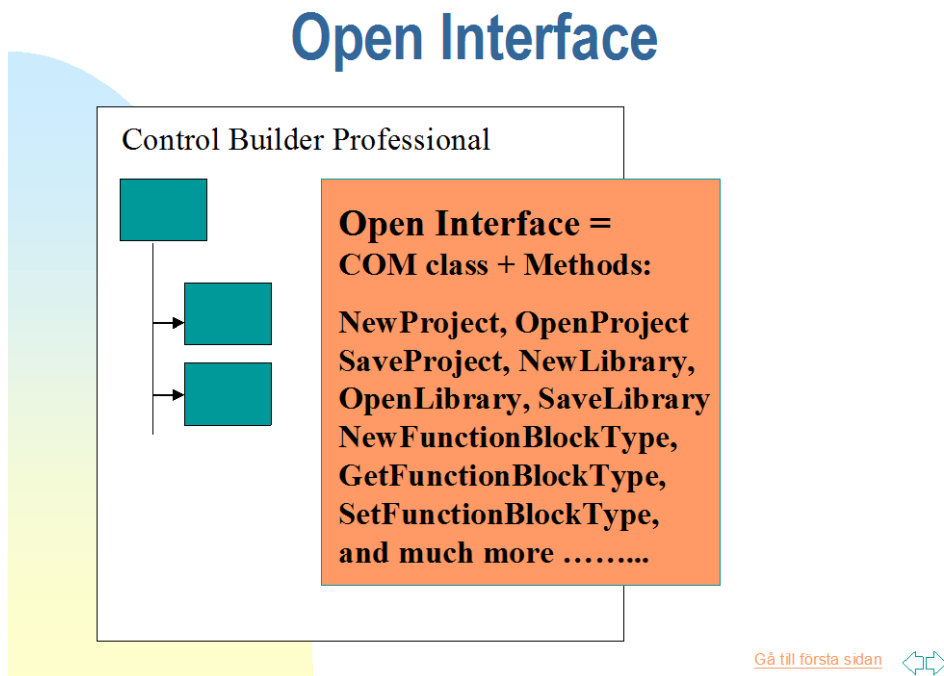 Open Interface
Control Builder Professional
Open Interface =
COM class + Methods:
NewProject, OpenProject
SaveProject, NewLibrary,
OpenLibrary, SaveLibrary
NewFunctionBlockType,
GetFunctionBlockType,
SetFunctionBlockType,
and much more ……...
Gå till första sidan